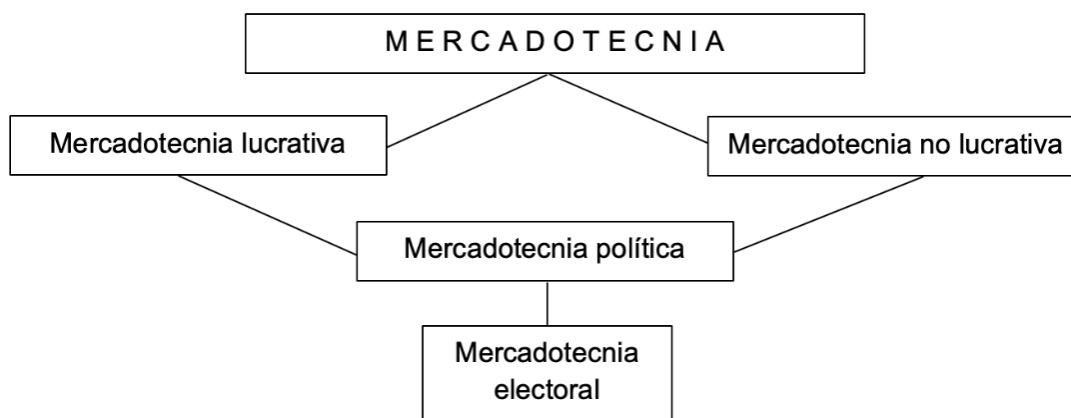 M E R C A D O T E C N I A
Mercadotecnia lucrativa
Mercadotecnia no lucrativa
Mercadotecnia política
Mercadotecnia
electoral